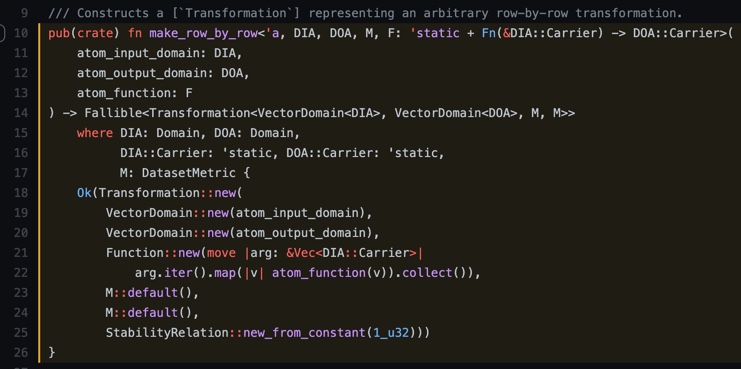 9 /// Constructs a [`Transformation`] representing an arbitrary row-by-row transformation.
10 pub(crate) fn make_row_by_row<'a, DIA, DOA, M, F: 'static + Fn(&DIA::Carrier) -> DOA::Carrier>(
11     atom_input_domain: DIA,
12     atom_output_domain: DOA,
13     atom_function: F
14 ) -> Fallible<Transformation<VectorDomain<DIA>, VectorDomain<DOA>, M, M>>
15     where DIA: Domain, DOA: Domain,
16           DIA::Carrier: 'static, DOA::Carrier: 'static,
17           M: DatasetMetric {
18     Ok(Transformation::new(
19         VectorDomain::new(atom_input_domain),
20         VectorDomain::new(atom_output_domain),
21         Function::new(move |arg: &Vec<DIA::Carrier>|
22             arg.iter().map(|v| atom_function(v)).collect()),
23         M::default(),
24         M::default(),
25         StabilityRelation::new_from_constant(1_u32)))
26 }